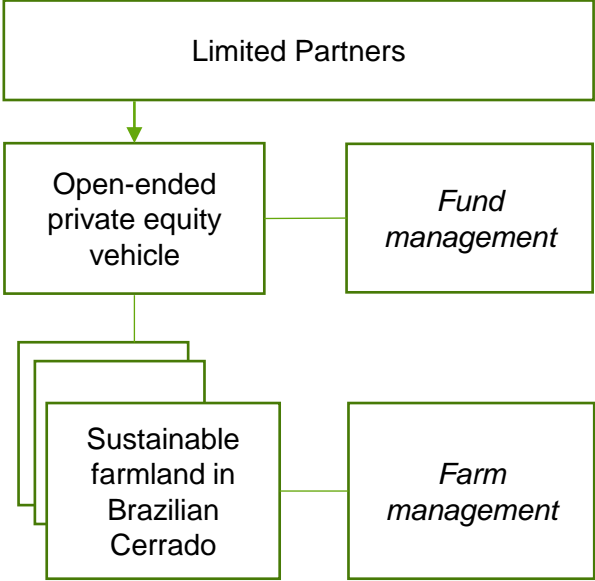 Limited Partners
Open-ended
private equity
vehicle
Fund
management
Sustainable
farmland in
Brazilian
Cerrado
Farm
management